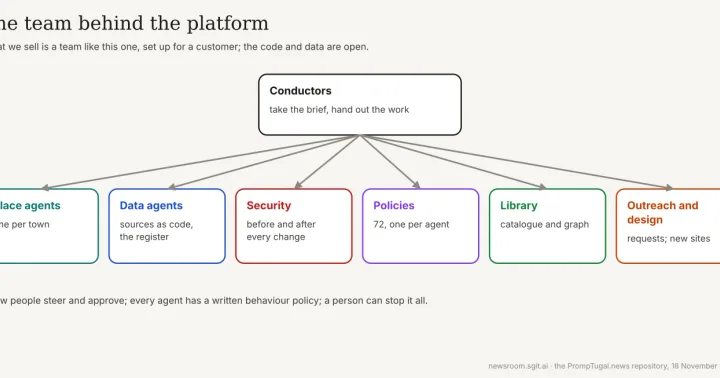 he team behind the platform
at we sell is a team like this one, set up for a customer; the code and data are open.
Conductors
take the brief, hand out the work
lace agents
ne per town
Data agents
sources as code,
the register
Security
before and after
every change
Policies
72, one per agent
Library
catalogue and graph
Outreach and
design
requests; new sites
w people steer and approve; every agent has a written behaviour policy; a person can stop it all.
newsroom.sgit.ai · the PrompTugal.news repository, 18 November